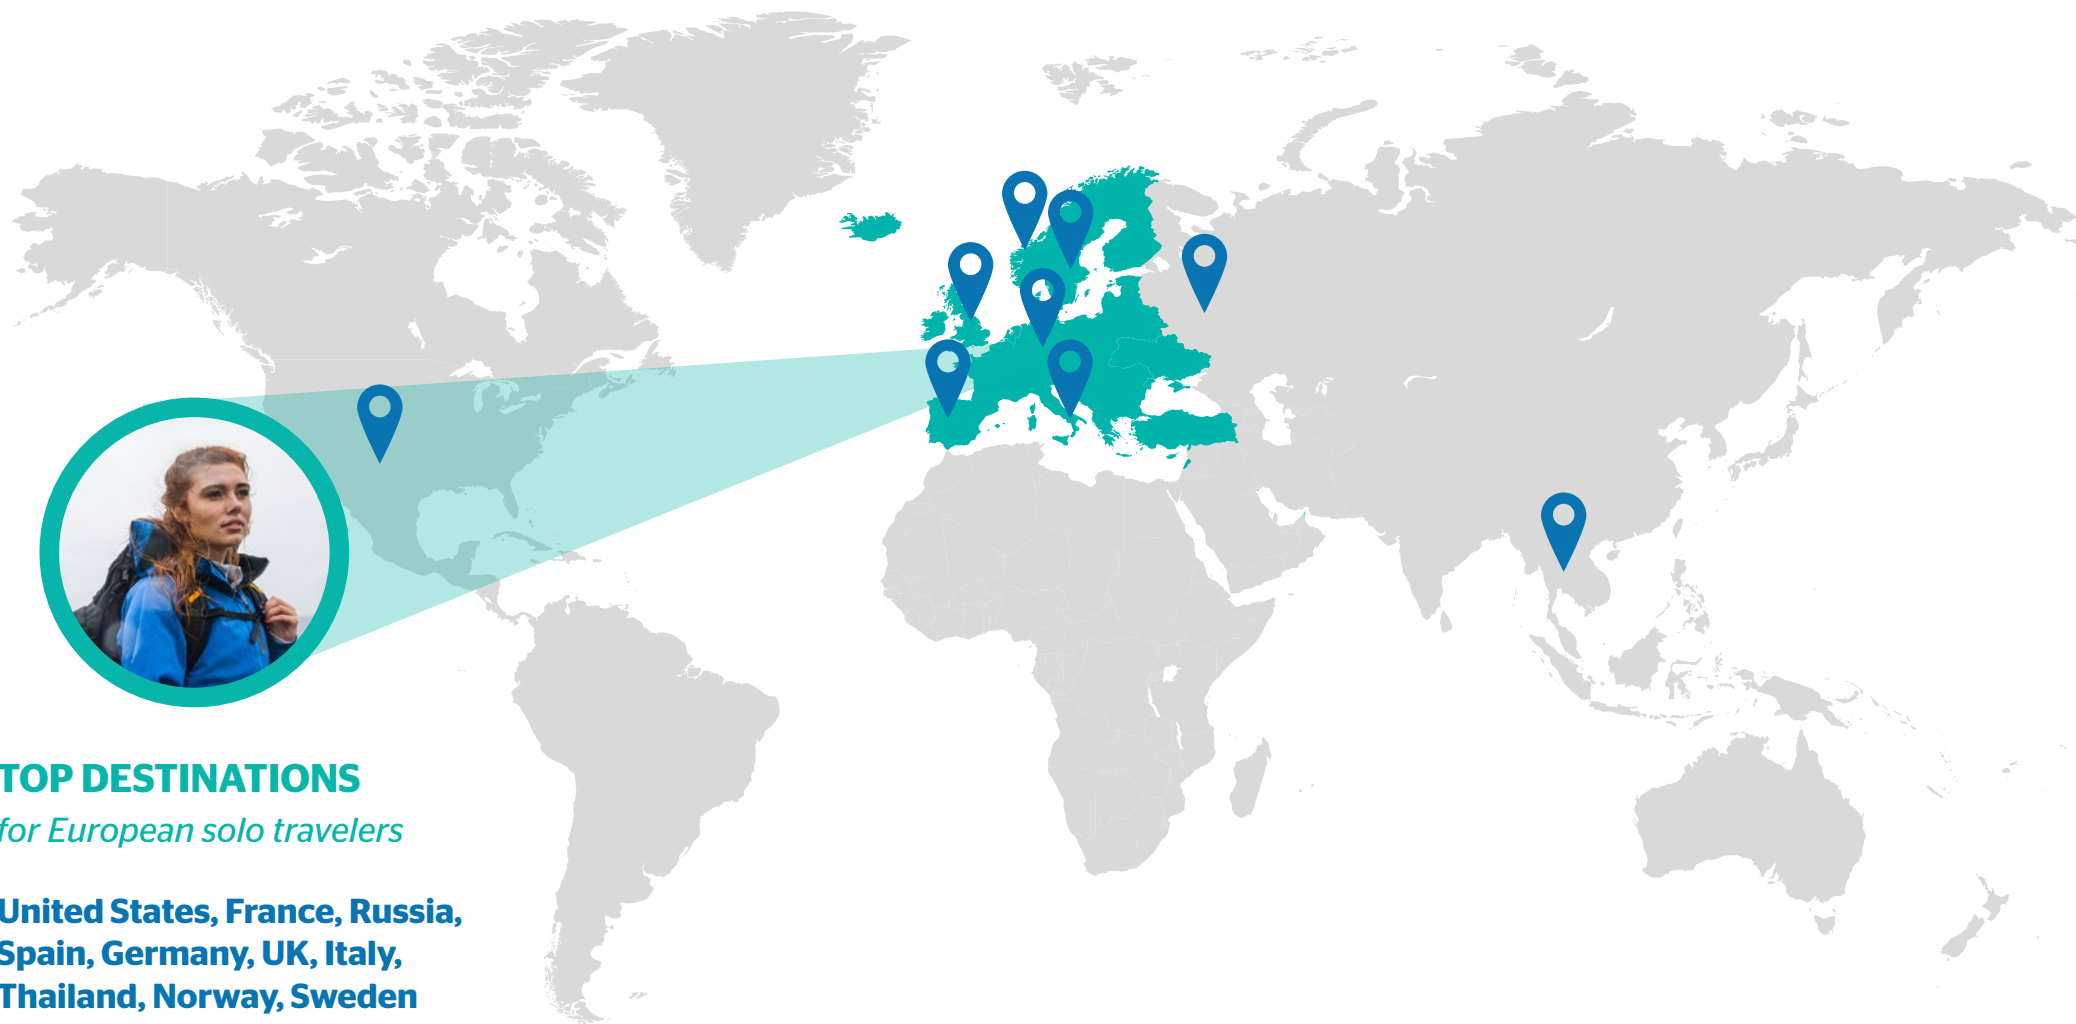 TOP DESTINATIONS
for European solo travelers
United States, France, Russia,
Spain, Germany, UK, Italy,
Thailand, Norway, Sweden